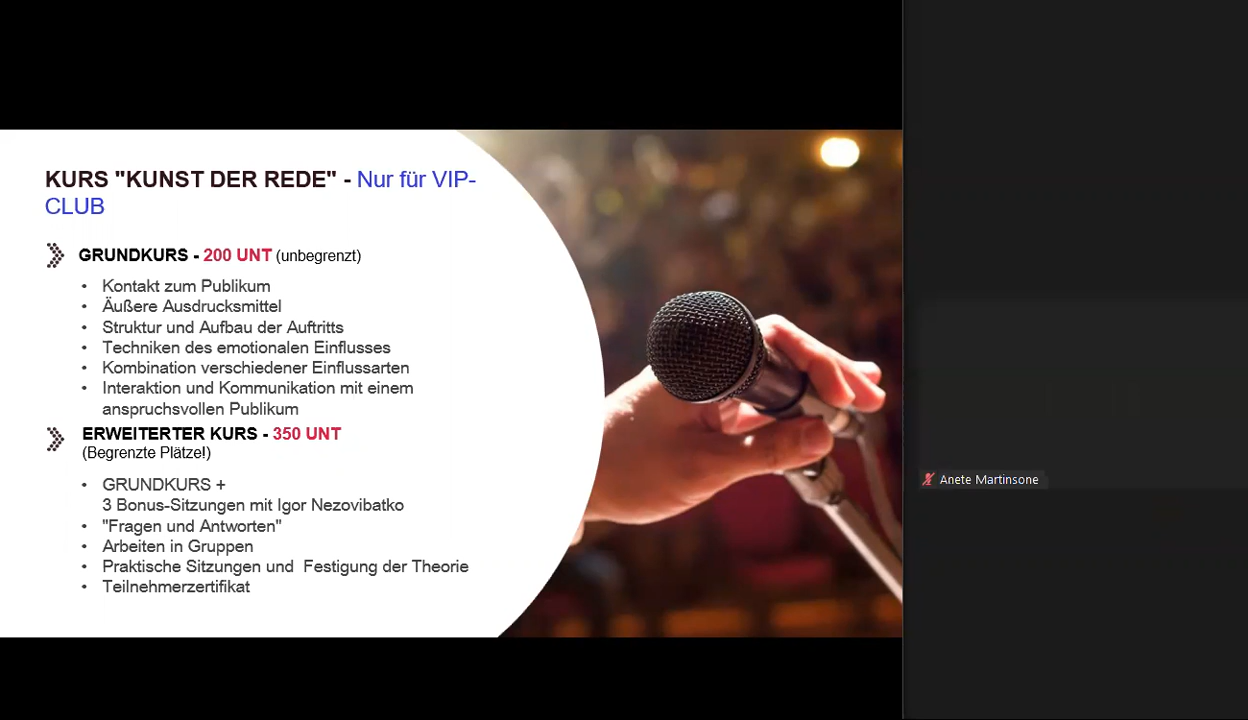 KURS "KUNST DER REDE" - Nur für VIP-
CLUB
GRUNDKURS - 200 UNT (unbegrenzt)
• Kontakt zum Publikum
• Äußere Ausdrucksmittel
• Struktur und Aufbau der Auftritts
• Techniken des emotionalen Einflusses
• Kombination verschiedener Einflussarten
• Interaktion und Kommunikation mit einem
anspruchsvollen Publikum
ERWEITERTER KURS - 350 UNT
(Begrenzte Plätze!)
• GRUNDKURS +
3 Bonus-Sitzungen mit Igor Nezovibatko
• "Fragen und Antworten"
• Arbeiten in Gruppen
• Praktische Sitzungen und  Festigung der Theorie
• Teilnehmerzertifikat
Anete Martinsone